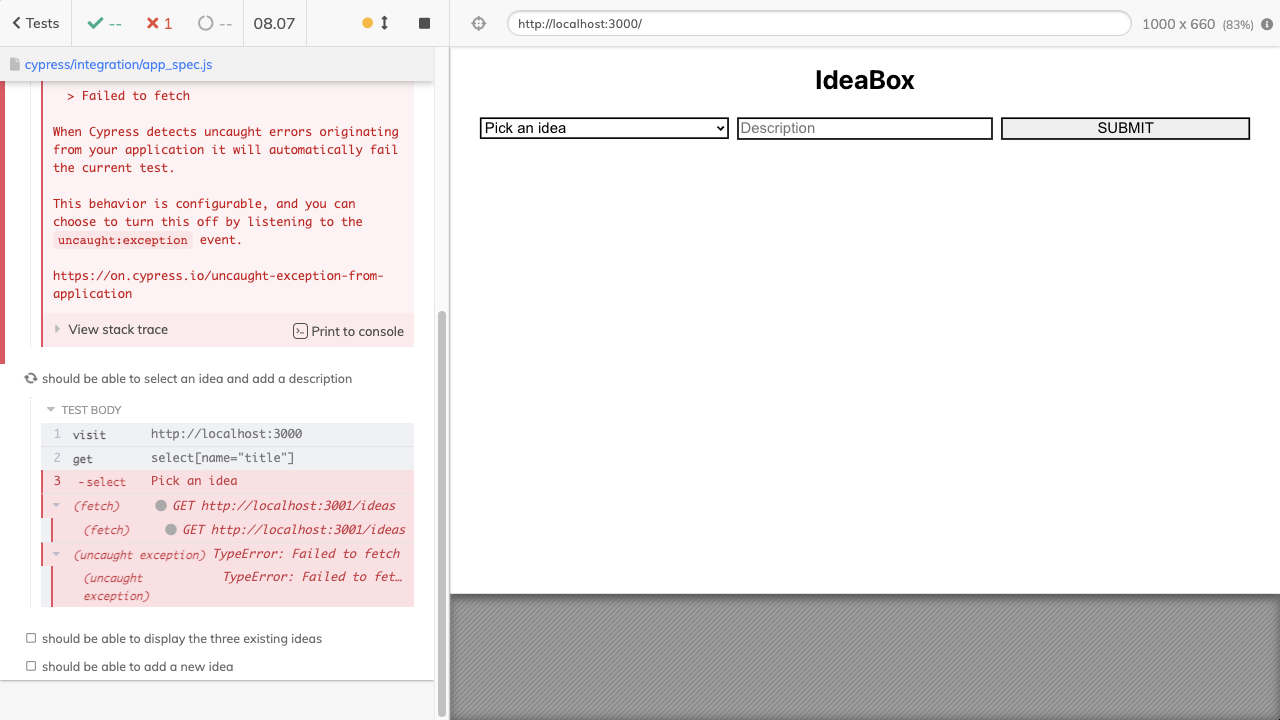 Tests
--
1
--
08.07
http://localhost:3000/
1000 x 660 (83%)
cypress/integration/app_spec.js
> Failed to fetch
When Cypress detects uncaught errors originating
from your application it will automatically fail
the current test.
This behavior is configurable, and you can
choose to turn this off by listening to the
uncaught:exception event.
https://on.cypress.io/uncaught-exception-from-
application
View stack trace
Print to console
should be able to select an idea and add a description
TEST BODY
1 visit http://localhost:3000
2 get select[name="title"]
3 -select Pick an idea
(fetch) GET http://localhost:3001/ideas
(fetch) GET http://localhost:3001/ideas
(uncaught exception) TypeError: Failed to fetch
(uncaught TypeError: Failed to fet…
exception)
should be able to display the three existing ideas
should be able to add a new idea
IdeaBox
Pick an idea
Description
SUBMIT